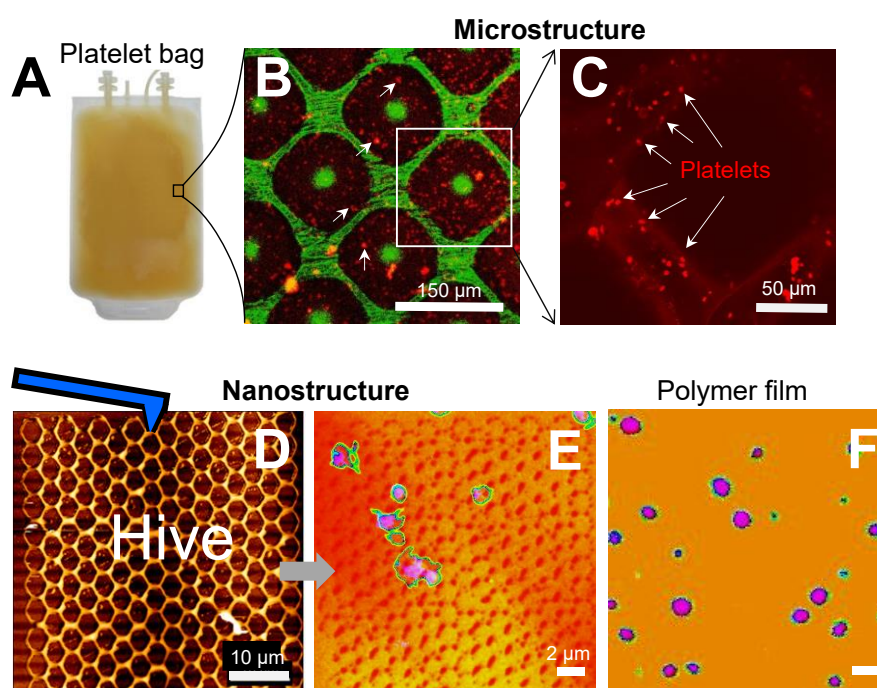 Microstructure
Platelet bag
A
B
C
Platelets
150 µm
50 µm
Nanostructure
Polymer film
D
E
F
Hive
10 µm
2 µm